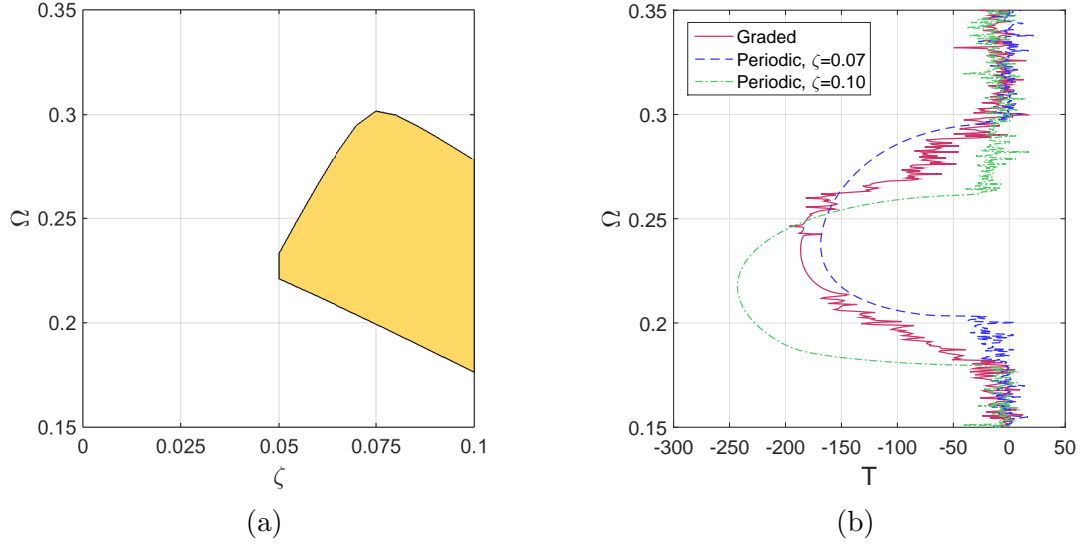 0.35
0.3
0.25
0.2
0.15
Ω
0 0.025 0.05 0.075 0.1
ζ
(a)
0.35
0.3
0.25
0.2
0.15
Ω
Graded
Periodic, ζ=0.07
Periodic, ζ=0.10
-300 -250 -200 -150 -100 -50 0 50
T
(b)